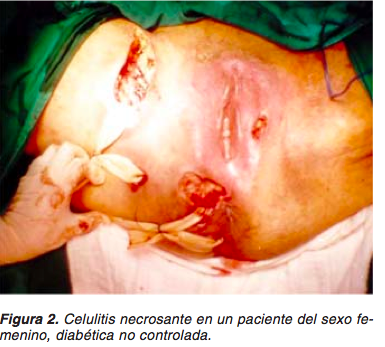 Figura 2. Celulitis necrosante en un paciente del sexo fe-
menino, diabética no controlada.